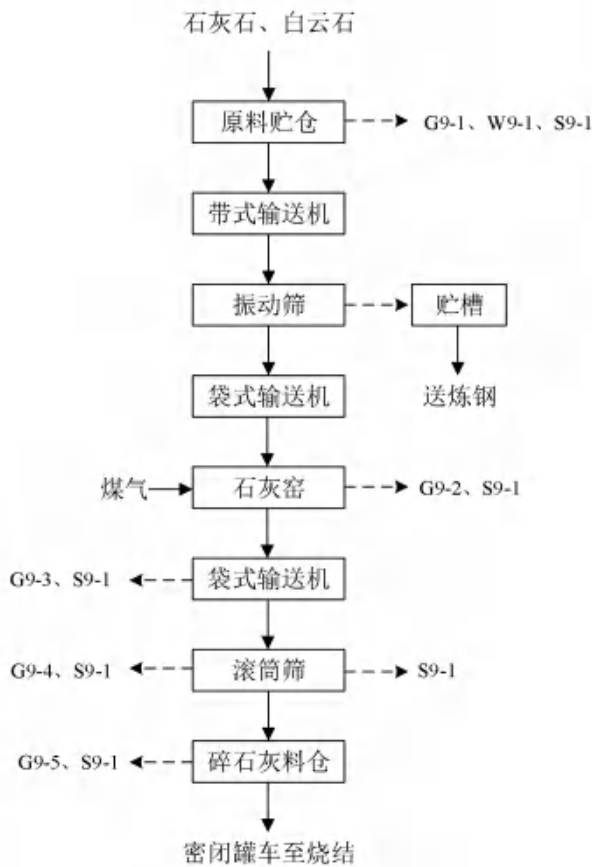 石灰石、白云石
原料贮仓
G9-1、W9-1、S9-1
带式输送机
振动筛
贮槽
袋式输送机
送炼钢
煤气
石灰窑
G9-2、S9-1
G9-3、S9-1
袋式输送机
G9-4、S9-1
滚筒筛
S9-1
G9-5、S9-1
碎石灰料仓
密闭罐车至烧结